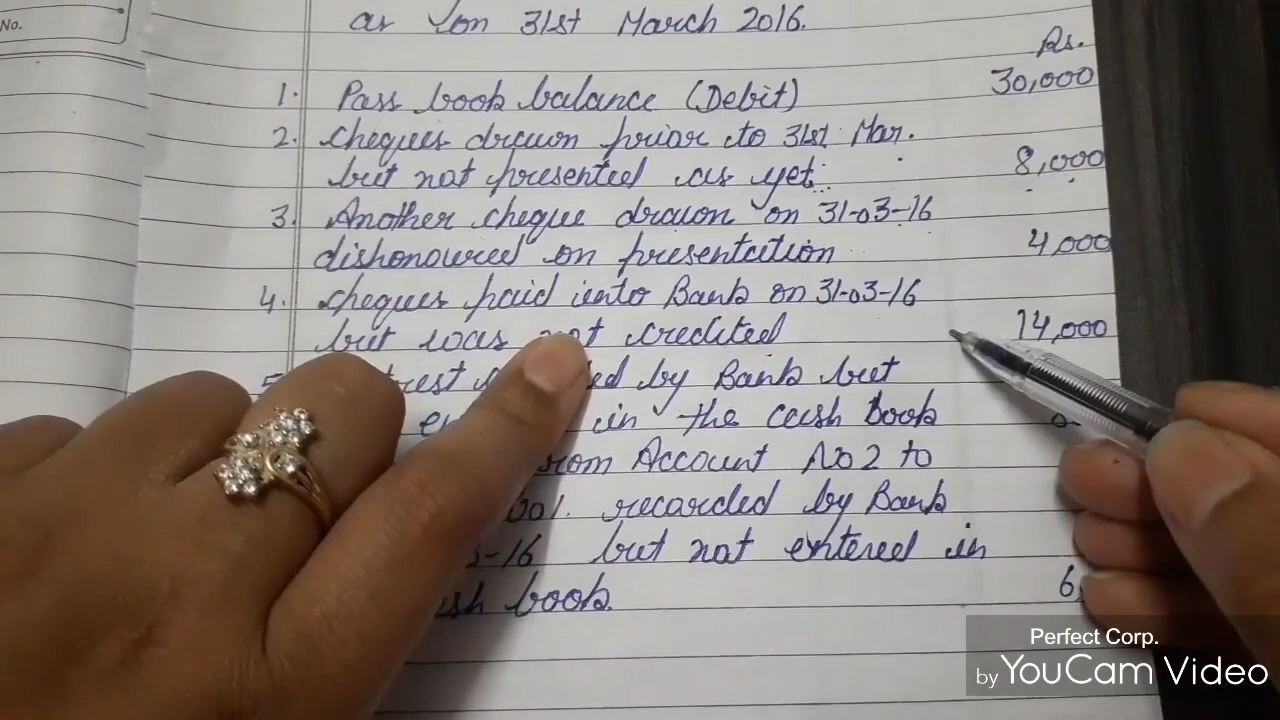 No.
as on 31st March 2016.
Rs.
1. Pass book balance (Debit) 30,000
2. cheques drawn prior to 31st Mar.
but not presented as yet. 8,000
3. Another cheque drawn on 31-03-16
dishonoured on presentation 4,000
4. cheques paid into Bank on 31-03-16
but was not credited 14,000
by Bank but
in the cash book
Account No 2 to
recorded by Bank
-16 but not entered in
book. 6,
Perfect Corp.
by YouCam Video